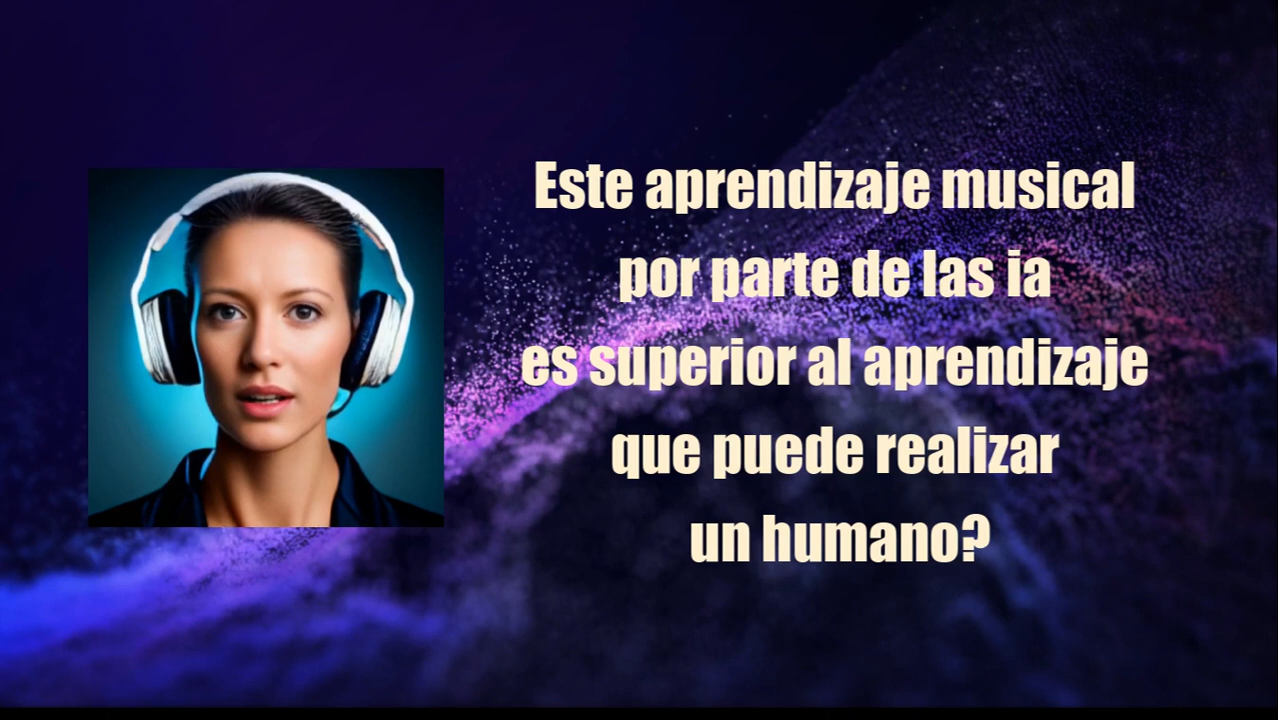 Este aprendizaje musical
por parte de las ia
es superior al aprendizaje
que puede realizar
un humano?